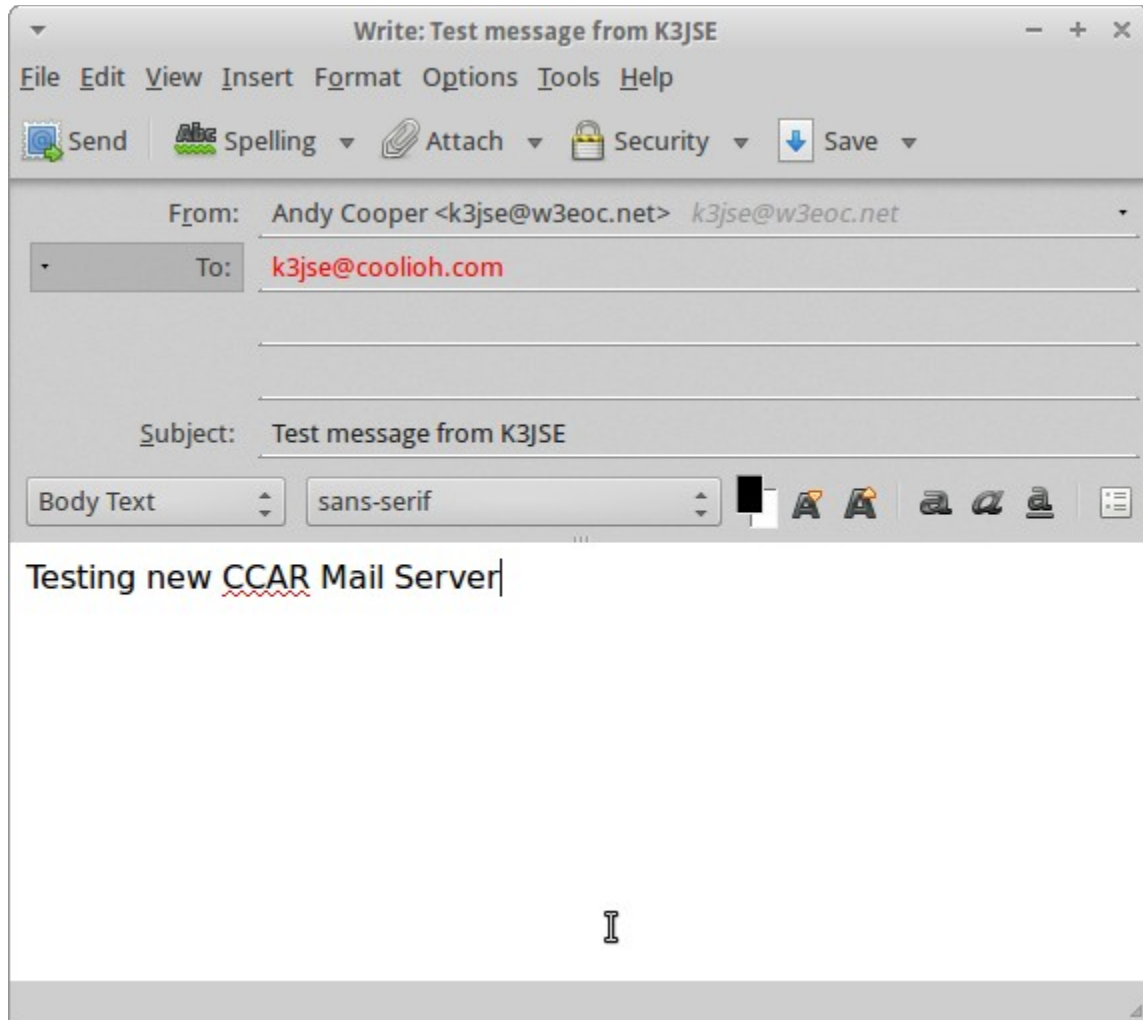 Write: Test message from K3JSE
File Edit View Insert Format Options Tools Help
Send Abc Spelling Attach Security Save
From: Andy Cooper <k3jse@w3eoc.net> k3jse@w3eoc.net
To: k3jse@coolioh.com
Subject: Test message from K3JSE
Body Text sans-serif A A a a a
Testing new CCAR Mail Server